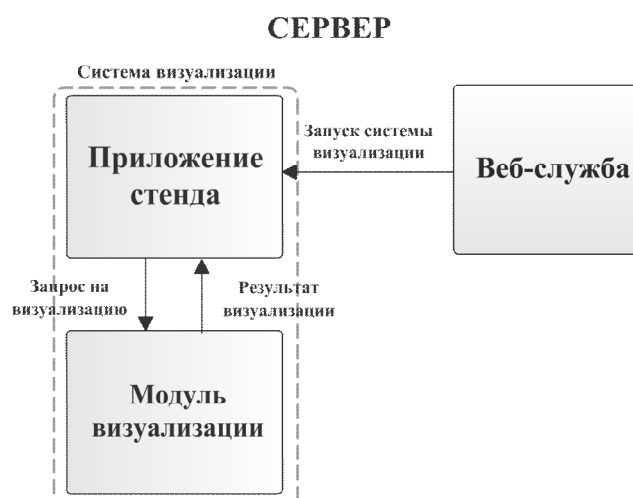 СЕРВЕР
Система визуализации
Приложение
стенда
Запуск системы
визуализации
Веб-служба
Запрос на
визуализацию
Результат
визуализации
Модуль
визуализации